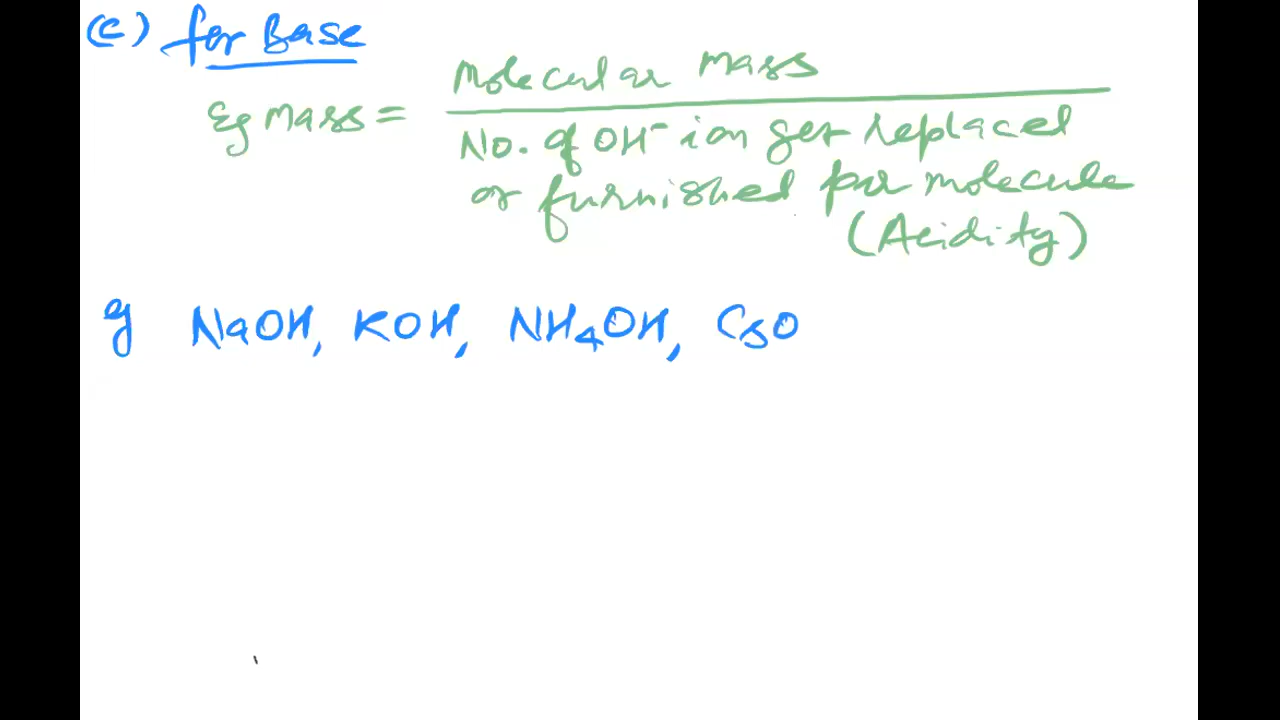 (C) for Base
Eq mass = Molecular mass
No. of OH⁻ ion get replaced
or furnished per molecule
(Acidity)
eg NaOH, KOH, NH₄OH, CsO